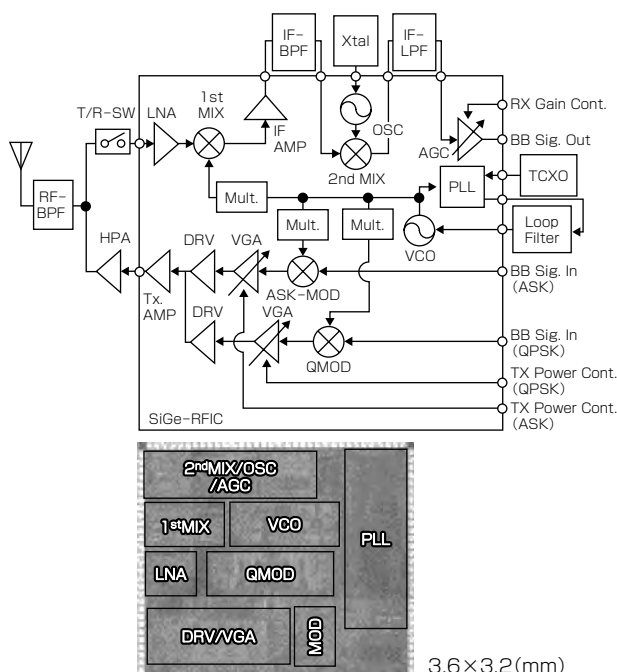 IF-
BPF
Xtal
IF-
LPF
T/R-SW
LNA
1st
MIX
IF
AMP
OSC
2nd MIX
AGC
RX Gain Cont.
BB Sig. Out
RF-
BPF
Mult.
PLL
TCXO
Mult.
Mult.
VCO
Loop
Filter
HPA
DRV
VGA
ASK-MOD
BB Sig. In
(ASK)
Tx.
AMP
DRV
VGA
QMOD
BB Sig. In
(QPSK)
TX Power Cont.
(QPSK)
TX Power Cont.
(ASK)
SiGe-RFIC
2ndMIX/OSC
/AGC
1stMIX
VCO
PLL
LNA
QMOD
DRV/VGA
MOD
3.6×3.2(mm)